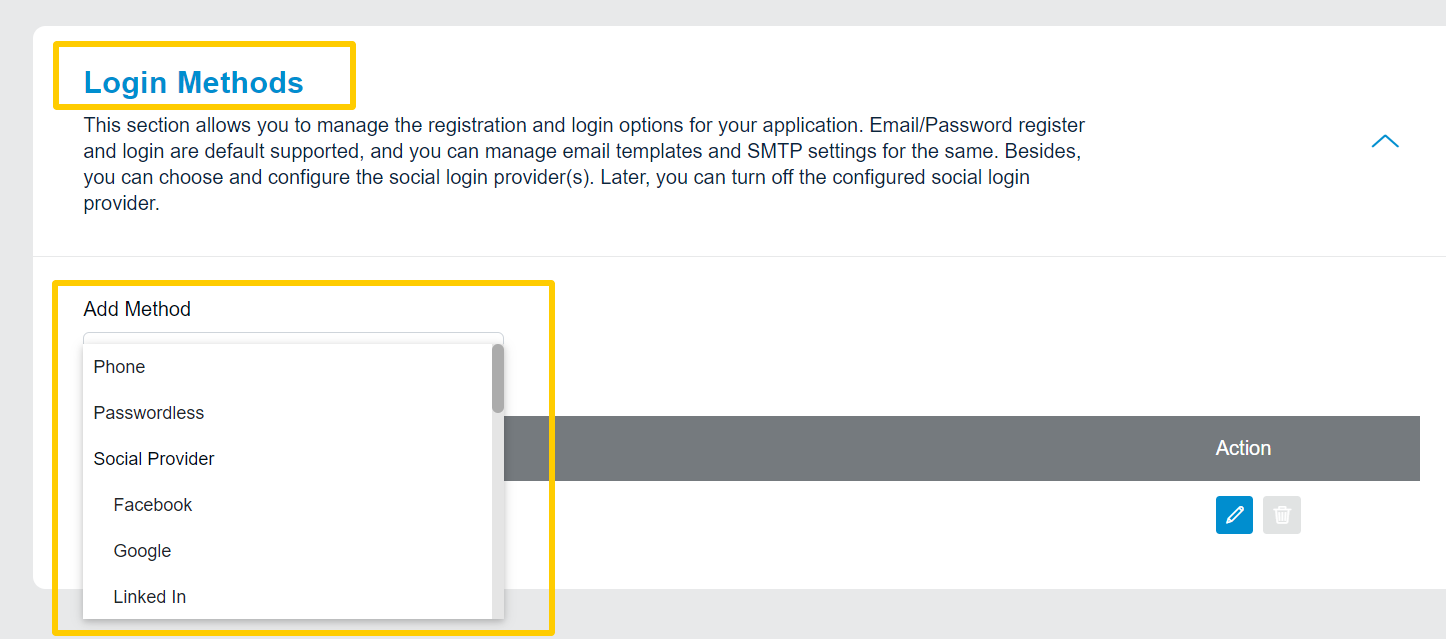 Login Methods
This section allows you to manage the registration and login options for your application. Email/Password register
and login are default supported, and you can manage email templates and SMTP settings for the same. Besides,
you can choose and configure the social login provider(s). Later, you can turn off the configured social login
provider.
Add Method
Phone
Passwordless
Social Provider
Facebook
Google
Linked In
Action